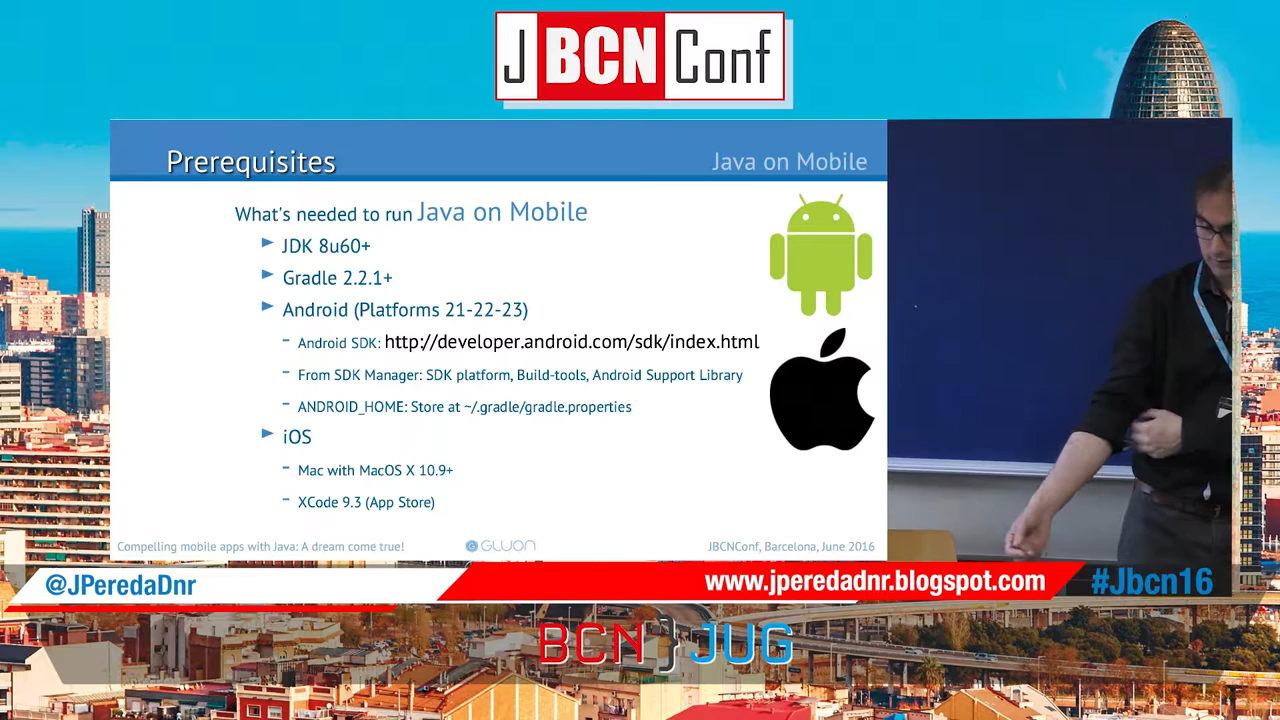 J BCN Conf
Prerequisites
Java on Mobile
What's needed to run Java on Mobile
JDK 8u60+
Gradle 2.2.1+
Android (Platforms 21-22-23)
Android SDK: http://developer.android.com/sdk/index.html
From SDK Manager: SDK platform, Build-tools, Android Support Library
ANDROID_HOME: Store at ~/.gradle/gradle.properties
iOS
Mac with MacOS X 10.9+
XCode 9.3 (App Store)
Compelling mobile apps with Java: A dream come true!
GLUON
JBCNConf, Barcelona, June 2016
@JPeredaDnr
www.jperedadnr.blogspot.com
#Jbcn16
BCN JUG